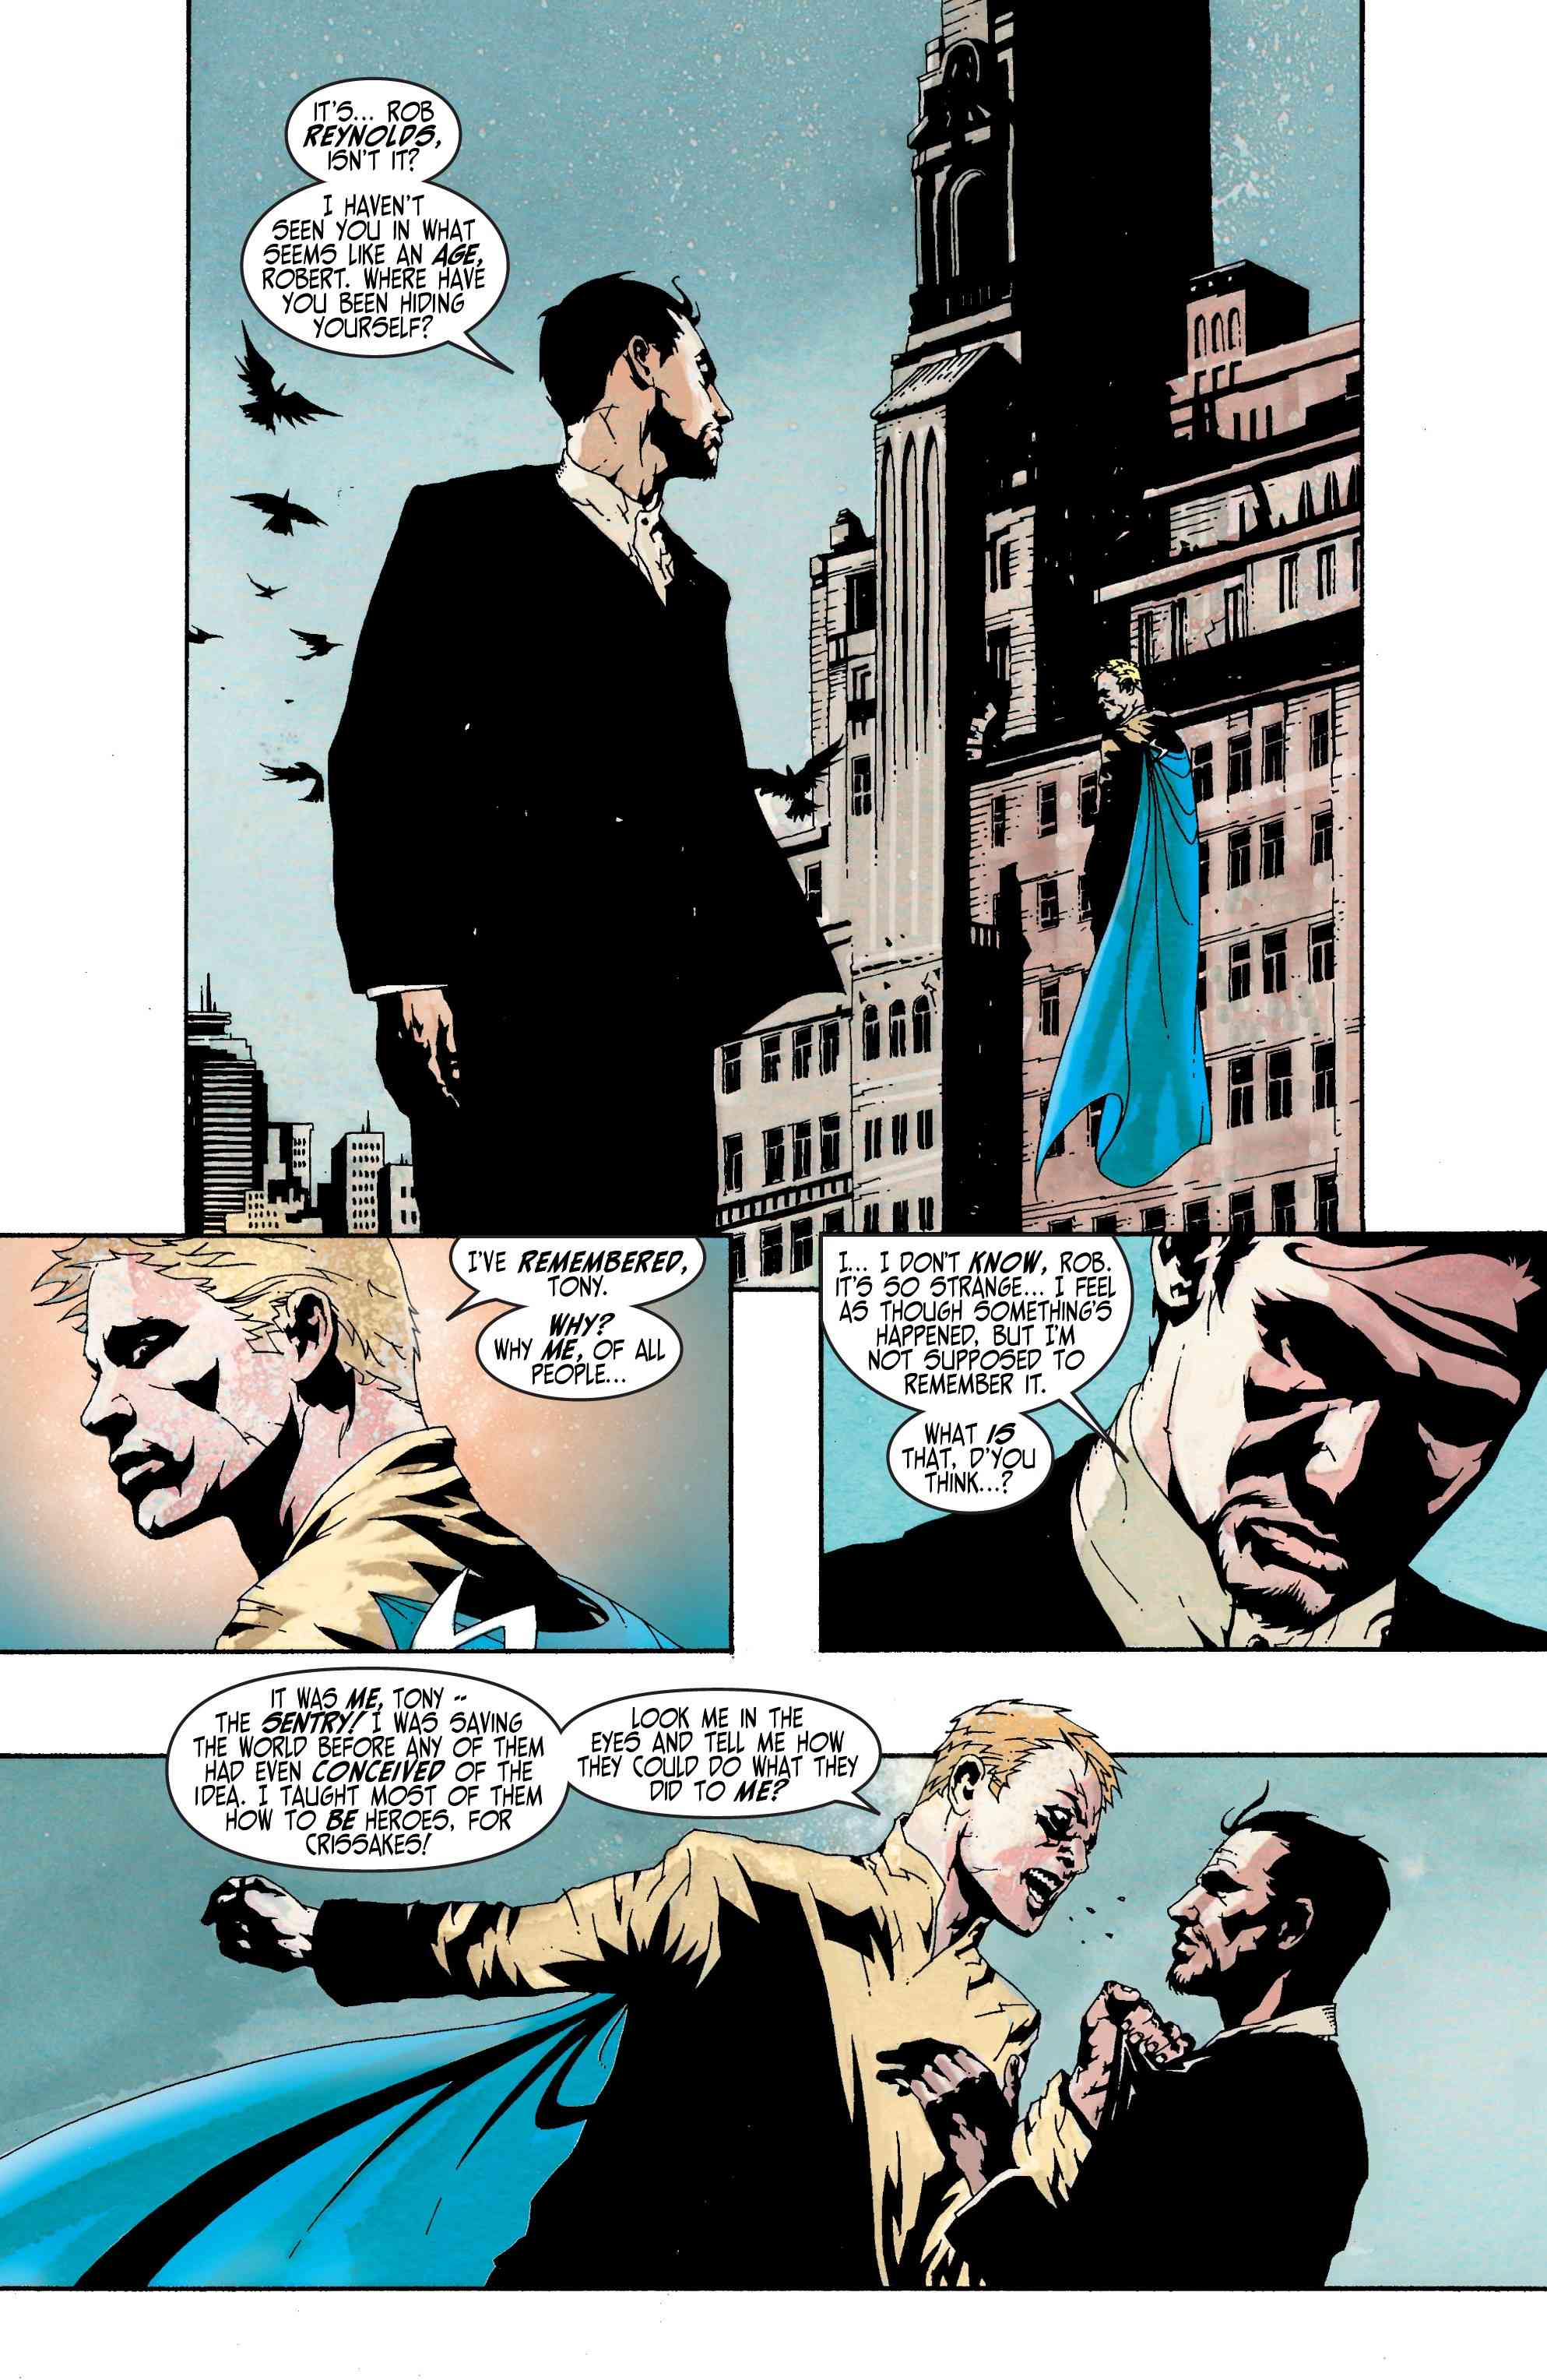 IT'S... ROB
REYNOLDS,
ISN'T IT?
I HAVEN'T
SEEN YOU IN WHAT
SEEMS LIKE AN AGE,
ROBERT. WHERE HAVE
YOU BEEN HIDING
YOURSELF?
I'VE REMEMBERED,
TONY.
WHY?
WHY ME, OF ALL
PEOPLE...
I... I DON'T KNOW, ROB.
IT'S SO STRANGE... I FEEL
AS THOUGH SOMETHING'S
HAPPENED, BUT I'M
NOT SUPPOSED TO
REMEMBER IT.
WHAT IS
THAT, D'YOU
THINK...?
IT WAS ME, TONY --
THE SENTRY! I WAS SAVING
THE WORLD BEFORE ANY OF THEM
HAD EVEN CONCEIVED OF THE
IDEA. I TAUGHT MOST OF THEM
HOW TO BE HEROES, FOR
CRISSAKES!
LOOK ME IN THE
EYES AND TELL ME HOW
THEY COULD DO WHAT THEY
DID TO ME?